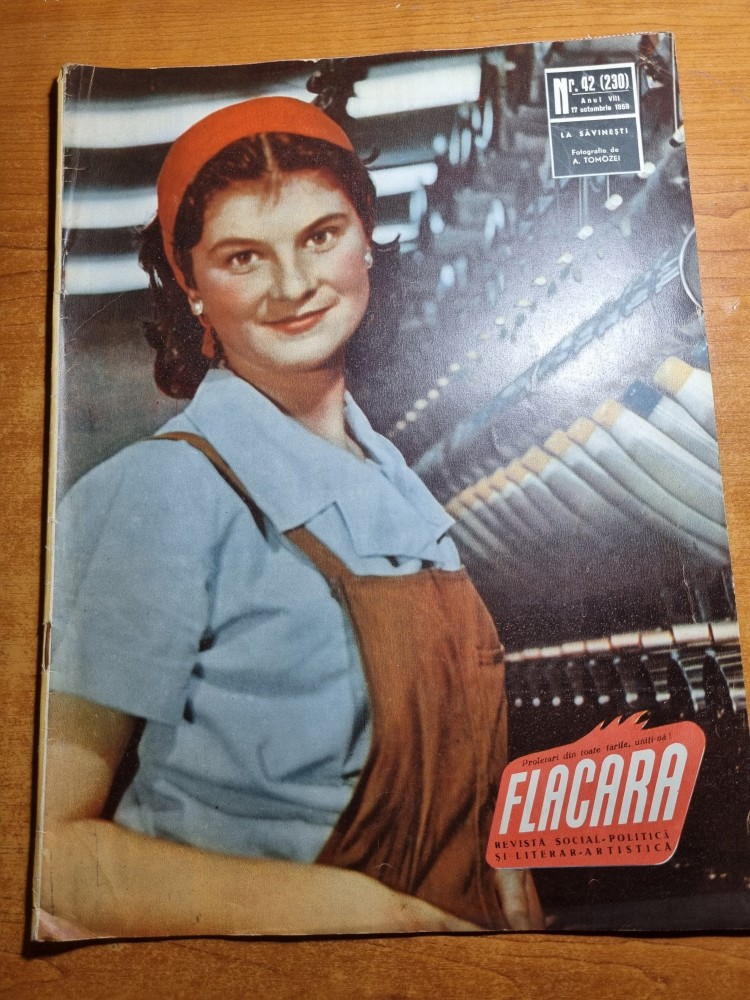 Nr. 42 (230)
Anul VIII
17 octombrie 1959
LA SĂVINEȘTI
Fotografie de
A. TOMOZEI
Proletari din toate țările, uniți-vă!
FLACARA
REVISTĂ SOCIAL-POLITICĂ
ȘI LITERAR-ARTISTICĂ